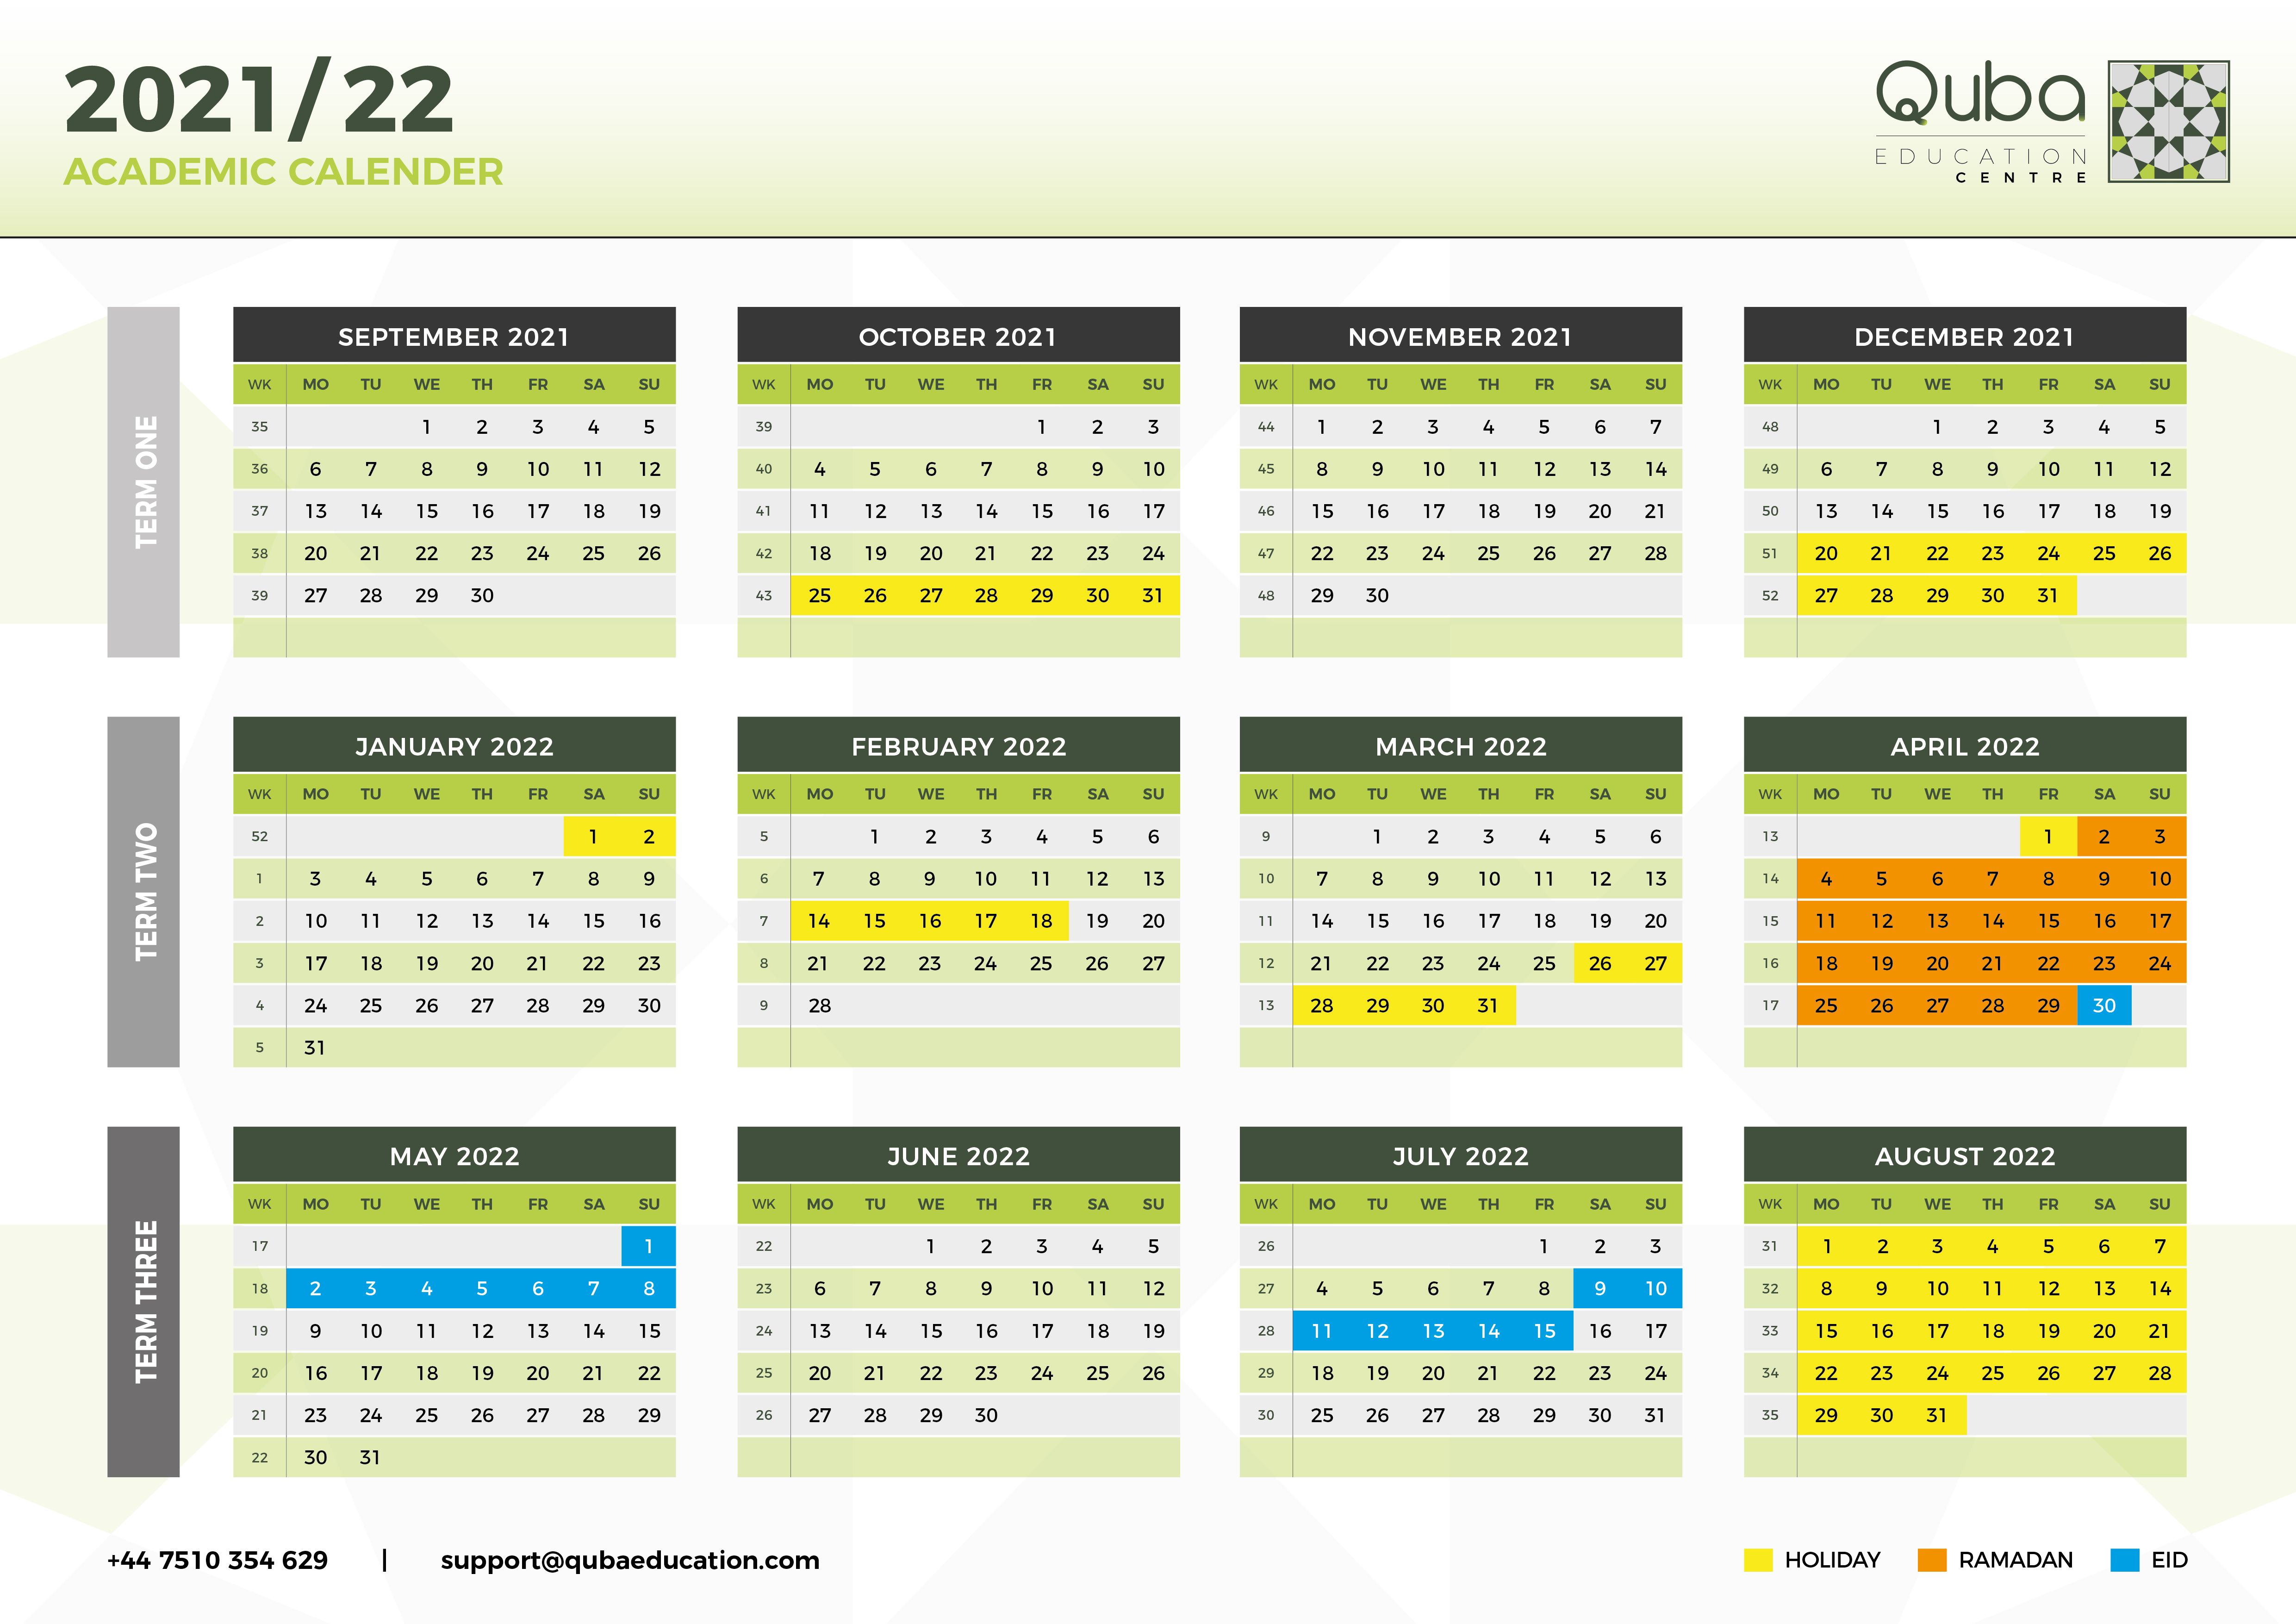 2021/22
ACADEMIC CALENDER
Quba
EDUCATION
CENTRE
TERM ONE
SEPTEMBER 2021
WK MO TU WE TH FR SA SU
35 1 2 3 4 5
36 6 7 8 9 10 11 12
37 13 14 15 16 17 18 19
38 20 21 22 23 24 25 26
39 27 28 29 30
OCTOBER 2021
WK MO TU WE TH FR SA SU
39 1 2 3
40 4 5 6 7 8 9 10
41 11 12 13 14 15 16 17
42 18 19 20 21 22 23 24
43 25 26 27 28 29 30 31
NOVEMBER 2021
WK MO TU WE TH FR SA SU
44 1 2 3 4 5 6 7
45 8 9 10 11 12 13 14
46 15 16 17 18 19 20 21
47 22 23 24 25 26 27 28
48 29 30
DECEMBER 2021
WK MO TU WE TH FR SA SU
48 1 2 3 4 5
49 6 7 8 9 10 11 12
50 13 14 15 16 17 18 19
51 20 21 22 23 24 25 26
52 27 28 29 30 31
TERM TWO
JANUARY 2022
WK MO TU WE TH FR SA SU
52 1 2
1 3 4 5 6 7 8 9
2 10 11 12 13 14 15 16
3 17 18 19 20 21 22 23
4 24 25 26 27 28 29 30
5 31
FEBRUARY 2022
WK MO TU WE TH FR SA SU
5 1 2 3 4 5 6
6 7 8 9 10 11 12 13
7 14 15 16 17 18 19 20
8 21 22 23 24 25 26 27
9 28
MARCH 2022
WK MO TU WE TH FR SA SU
9 1 2 3 4 5 6
10 7 8 9 10 11 12 13
11 14 15 16 17 18 19 20
12 21 22 23 24 25 26 27
13 28 29 30 31
APRIL 2022
WK MO TU WE TH FR SA SU
13 1 2 3
14 4 5 6 7 8 9 10
15 11 12 13 14 15 16 17
16 18 19 20 21 22 23 24
17 25 26 27 28 29 30
TERM THREE
MAY 2022
WK MO TU WE TH FR SA SU
17 1
18 2 3 4 5 6 7 8
19 9 10 11 12 13 14 15
20 16 17 18 19 20 21 22
21 23 24 25 26 27 28 29
22 30 31
JUNE 2022
WK MO TU WE TH FR SA SU
22 1 2 3 4 5
23 6 7 8 9 10 11 12
24 13 14 15 16 17 18 19
25 20 21 22 23 24 25 26
26 27 28 29 30
JULY 2022
WK MO TU WE TH FR SA SU
26 1 2 3
27 4 5 6 7 8 9 10
28 11 12 13 14 15 16 17
29 18 19 20 21 22 23 24
30 25 26 27 28 29 30 31
AUGUST 2022
WK MO TU WE TH FR SA SU
31 1 2 3 4 5 6 7
32 8 9 10 11 12 13 14
33 15 16 17 18 19 20 21
34 22 23 24 25 26 27 28
35 29 30 31
+44 7510 354 629 | support@qubaeducation.com
HOLIDAY RAMADAN EID